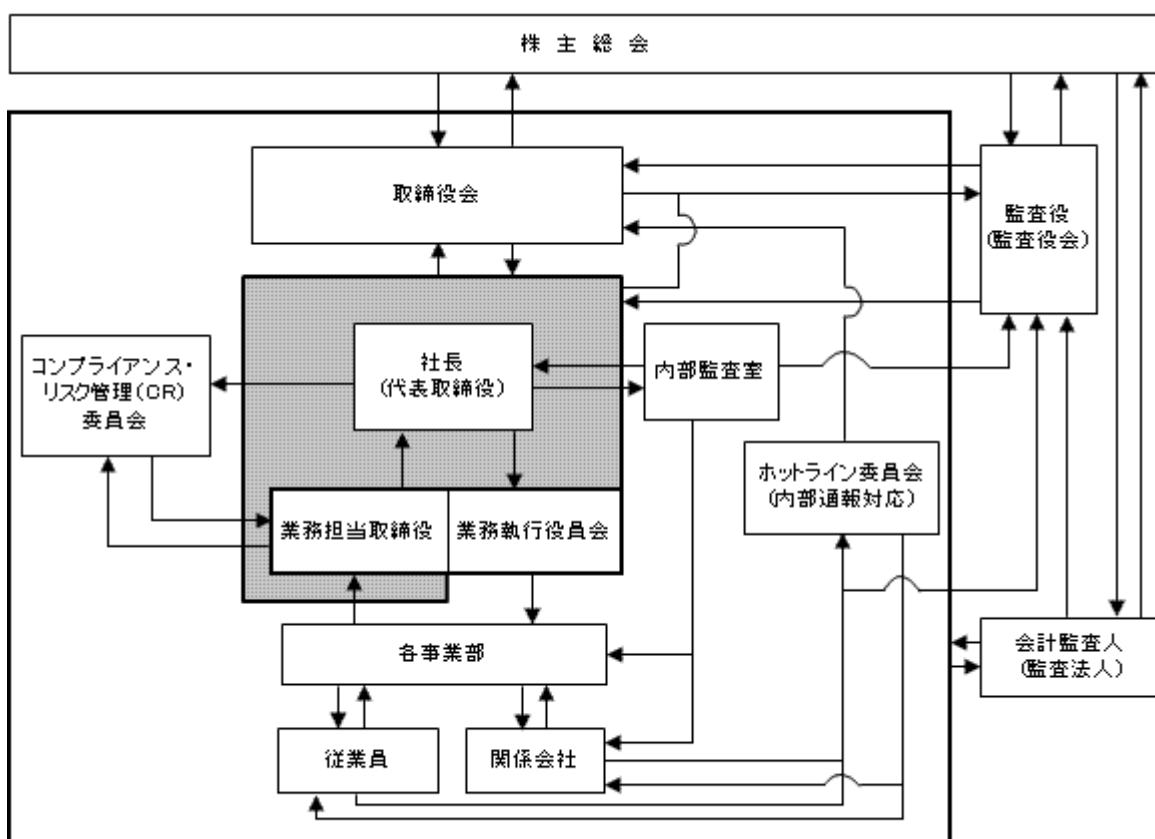 株主総会
取締役会
監査役
(監査役会)
社長
(代表取締役)
内部監査室
コンプライアンス・
リスク管理(CR)
委員会
ホットライン委員会
(内部通報対応)
業務担当取締役
業務執行役員会
各事業部
会計監査人
(監査法人)
従業員
関係会社